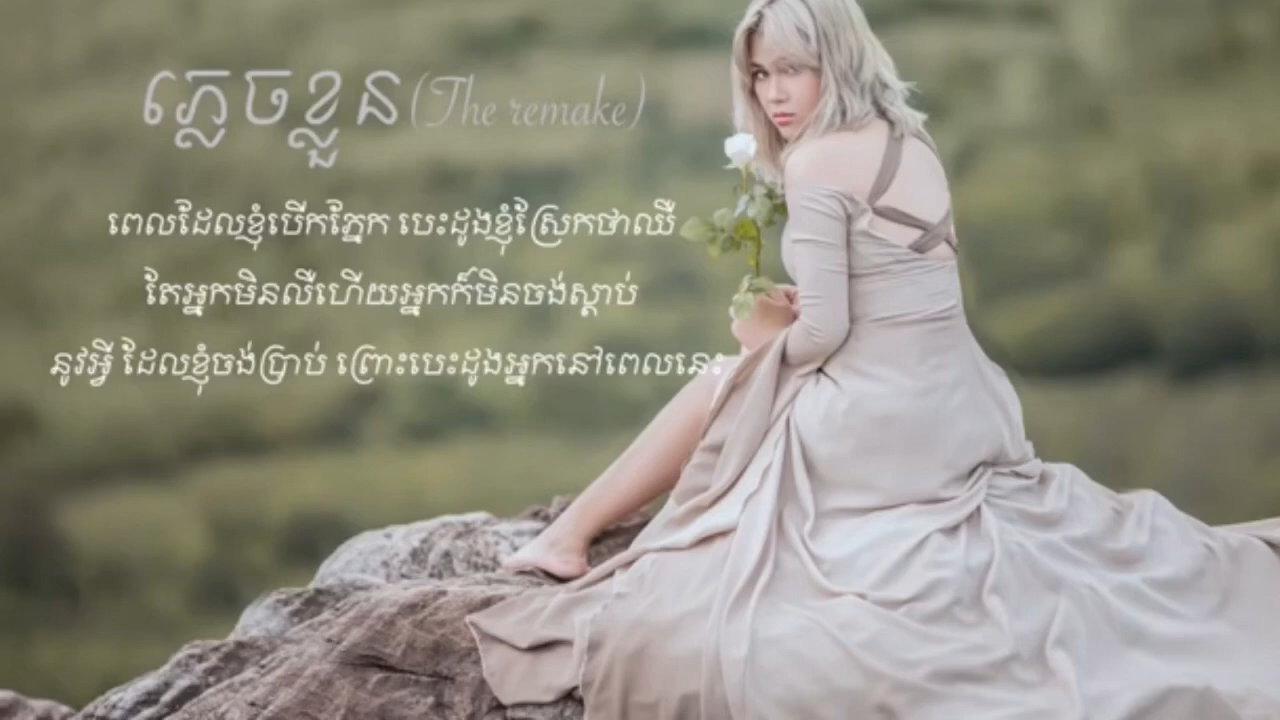 ភ្លេចខ្លួន (The remake)
ពេលដែលខ្ញុំបើកភ្នែក បេះដូងខ្ញុំស្រែកថាឈឺ
តែអ្នកមិនលឺហើយអ្នកក៏មិនចង់ស្តាប់
នូវអ្វី ដែលខ្ញុំចង់ប្រាប់ ព្រោះបេះដូងអ្នកនៅពេលនេះ